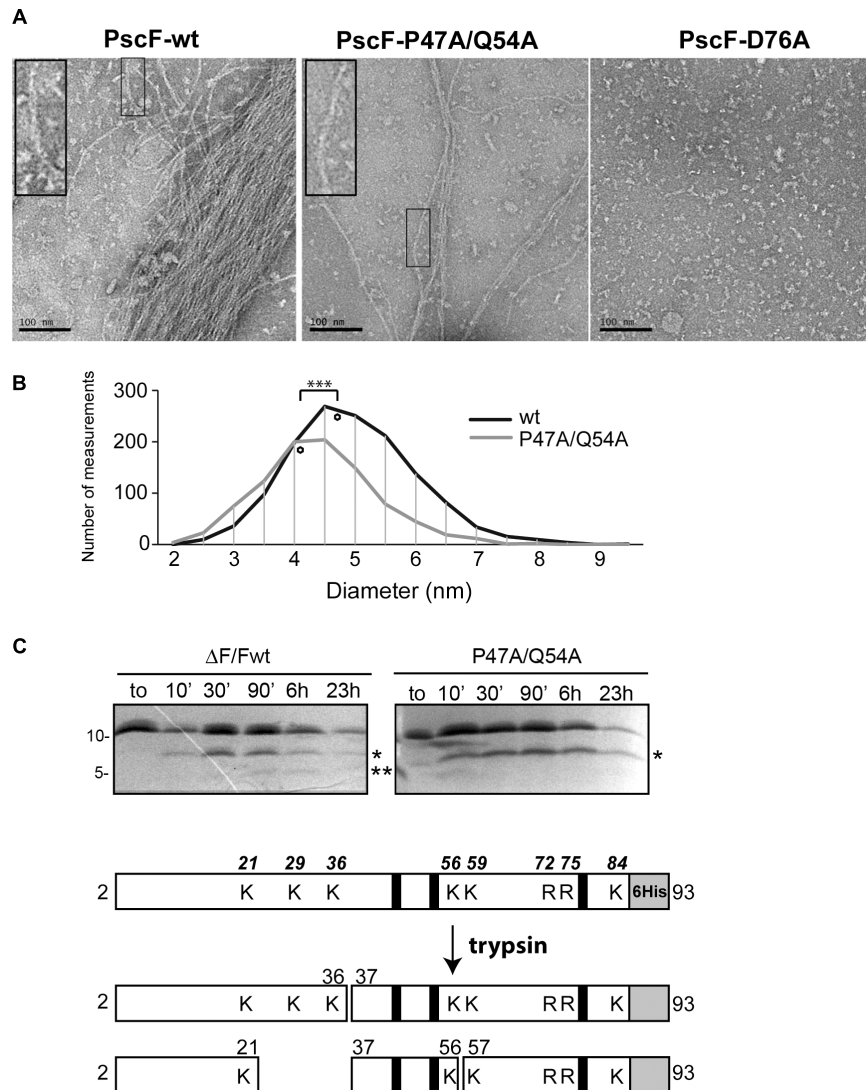 A
PscF-wt
PscF-P47A/Q54A
PscF-D76A
100 nm
100 nm
100 nm
B
Number of measurements
300
200
100
0
***
wt
P47A/Q54A
2 3 4 5 6 7 8 9
Diameter (nm)
C
ΔF/Fwt
P47A/Q54A
to 10’ 30’ 90’ 6h 23h
to 10’ 30’ 90’ 6h 23h
10-
5-
*
**
*
21 29 36 56 59 72 75 84
2 K K K K K R R K 6His 93
trypsin
36 37
2 K K K K K R R K 93
21 37 56 57
2 K K K R R K 93